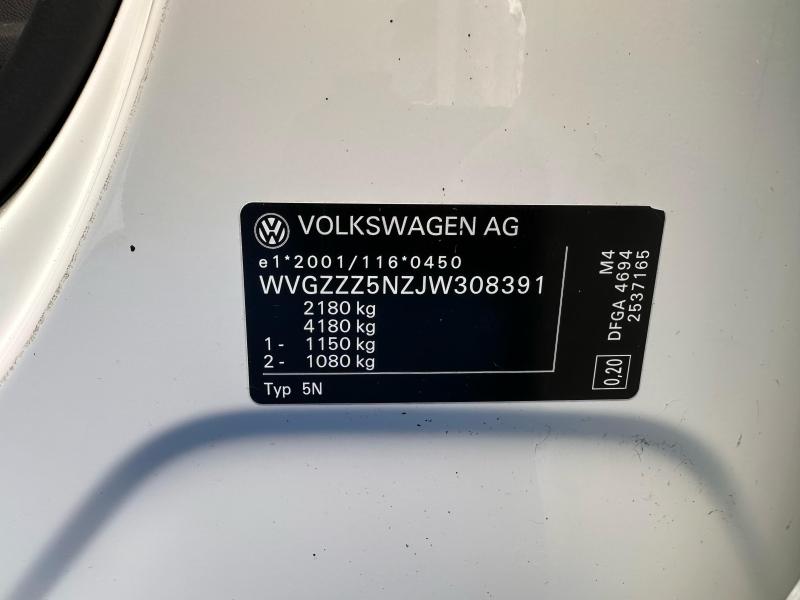 VOLKSWAGEN AG
e1*2001/116*0450
WVGZZZ5NZJW308391
2180 kg
4180 kg
1- 1150 kg
2- 1080 kg
Typ 5N
M4
DFGA 4694
2537165
0,20